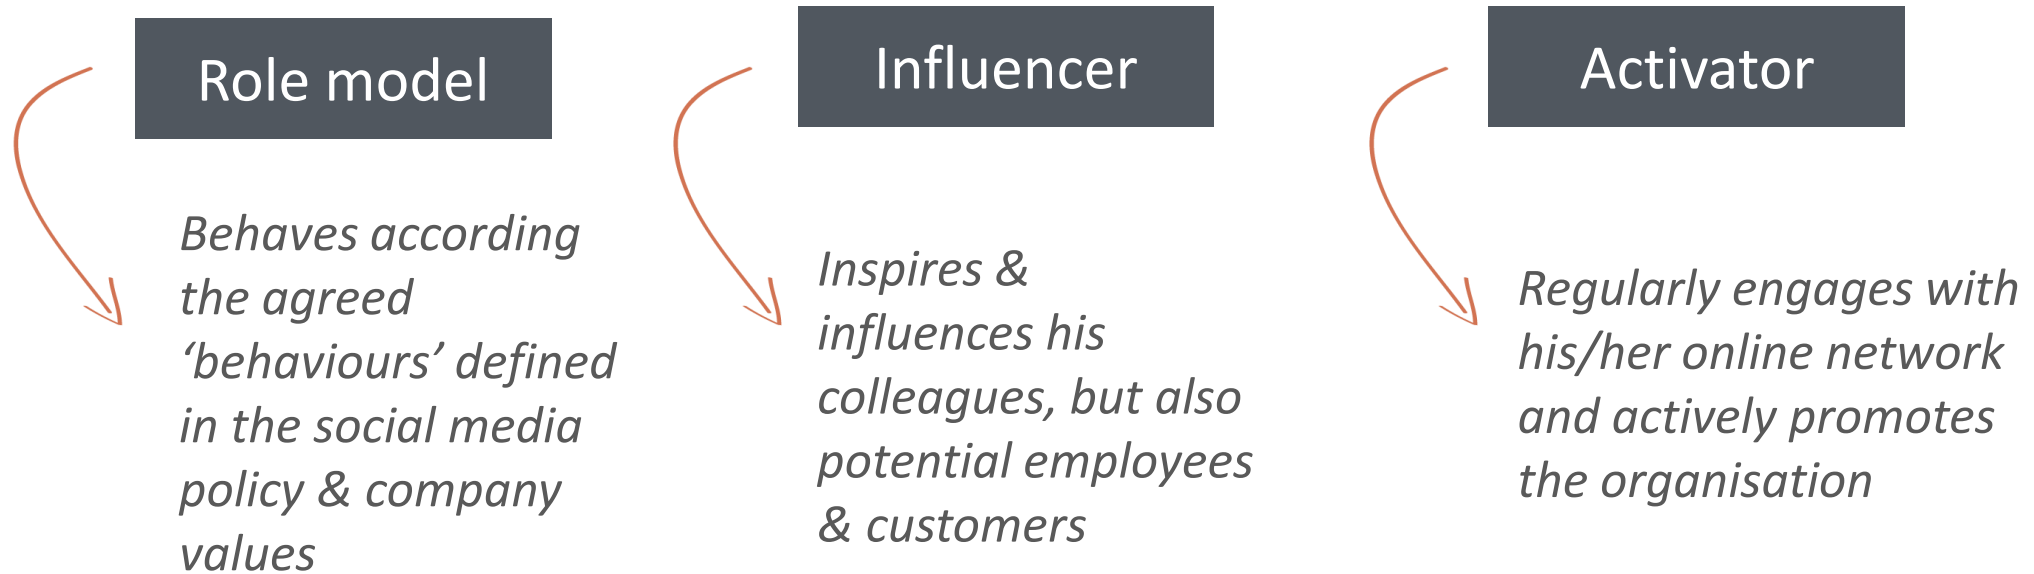 Role model
Behaves according
the agreed
‘behaviours’ defined
in the social media
policy & company
values
Influencer
Inspires &
influences his
colleagues, but also
potential employees
& customers
Activator
Regularly engages with
his/her online network
and actively promotes
the organisation